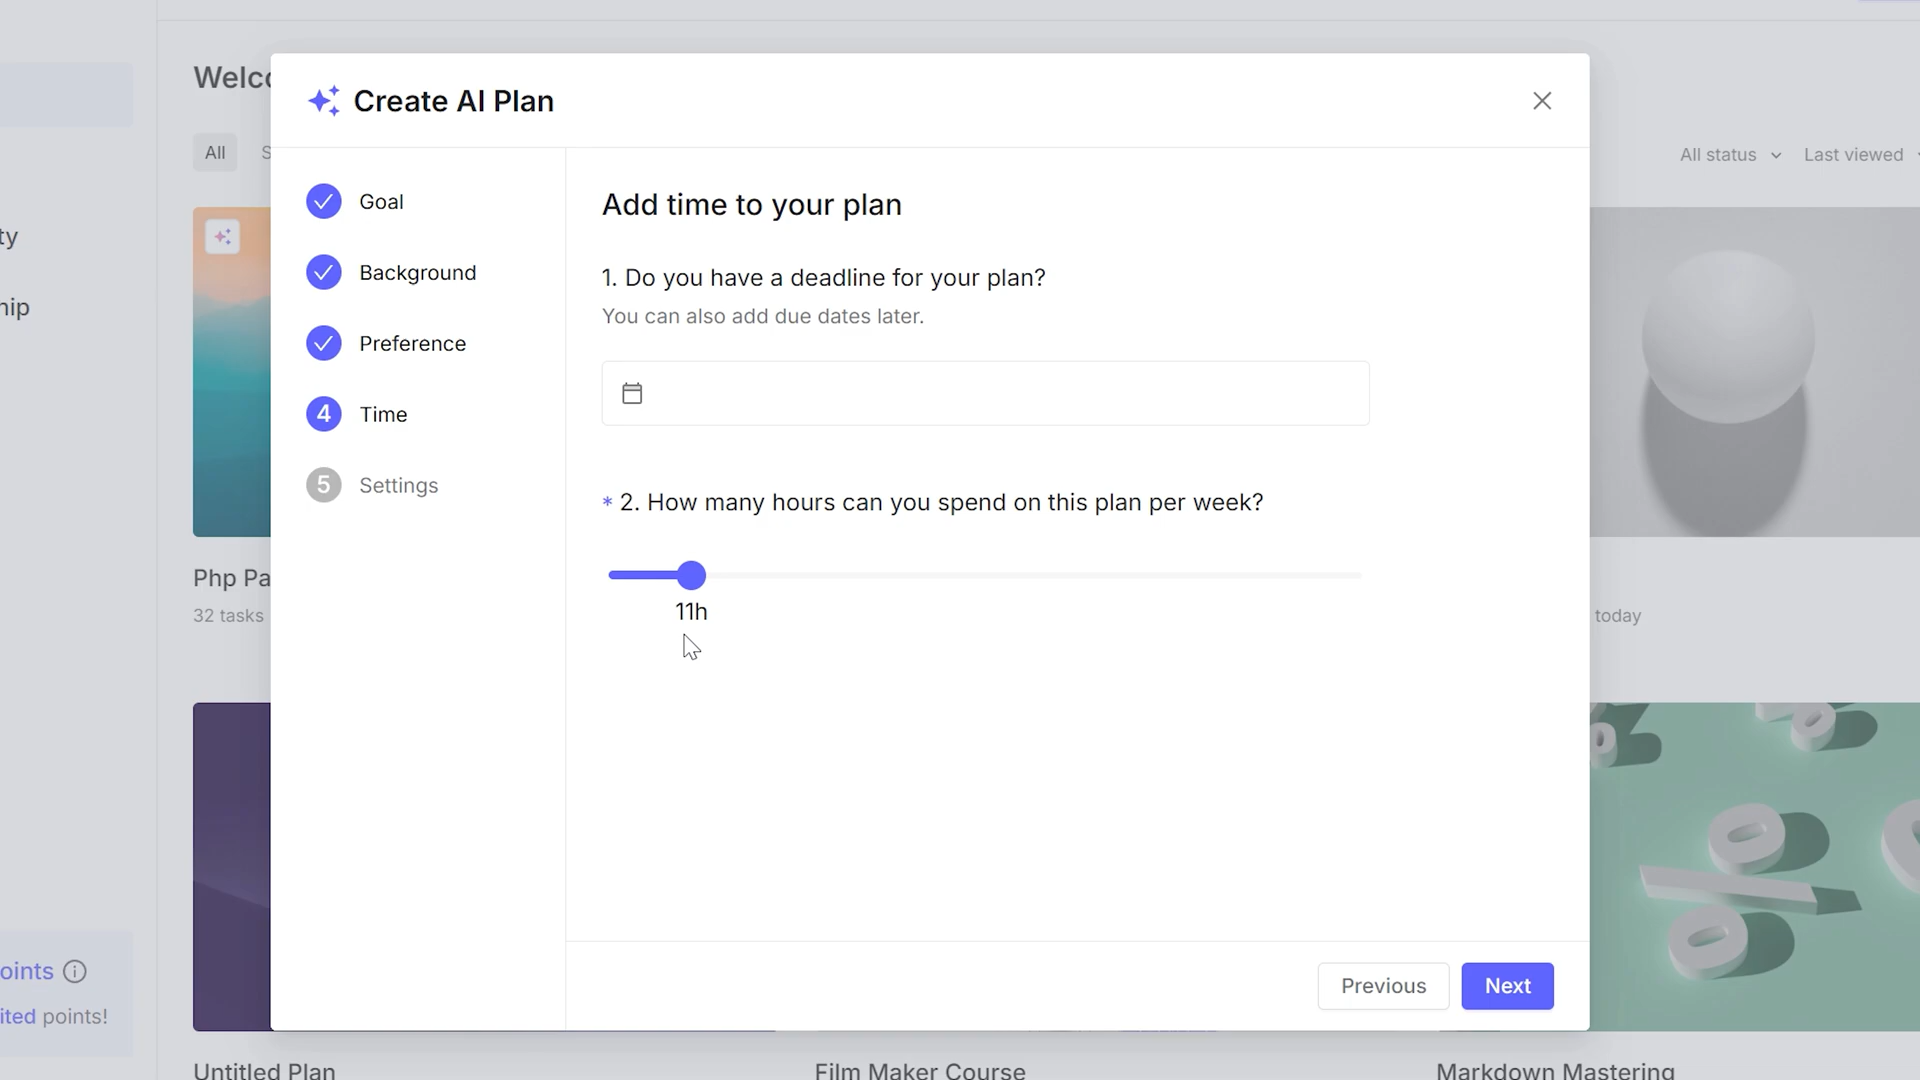 Welco
All S
All status
Last viewed
ty
hip
Create AI Plan
Goal
Background
Preference
4 Time
5 Settings
Add time to your plan
1. Do you have a deadline for your plan?
You can also add due dates later.
* 2. How many hours can you spend on this plan per week?
11h
Previous
Next
Php Pa
32 tasks
today
oints
ited points!
Untitled Plan
Film Maker Course
Markdown Mastering